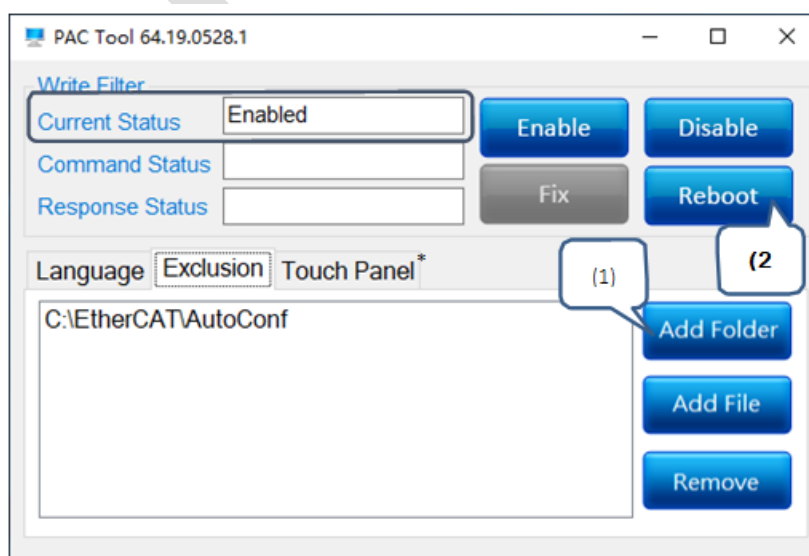 PAC Tool 64.19.0528.1
Write Filter
Current Status Enabled Enable Disable
Command Status
Response Status Fix Reboot
(2
Language Exclusion Touch Panel*
(1)
C:\EtherCAT\AutoConf
Add Folder
Add File
Remove